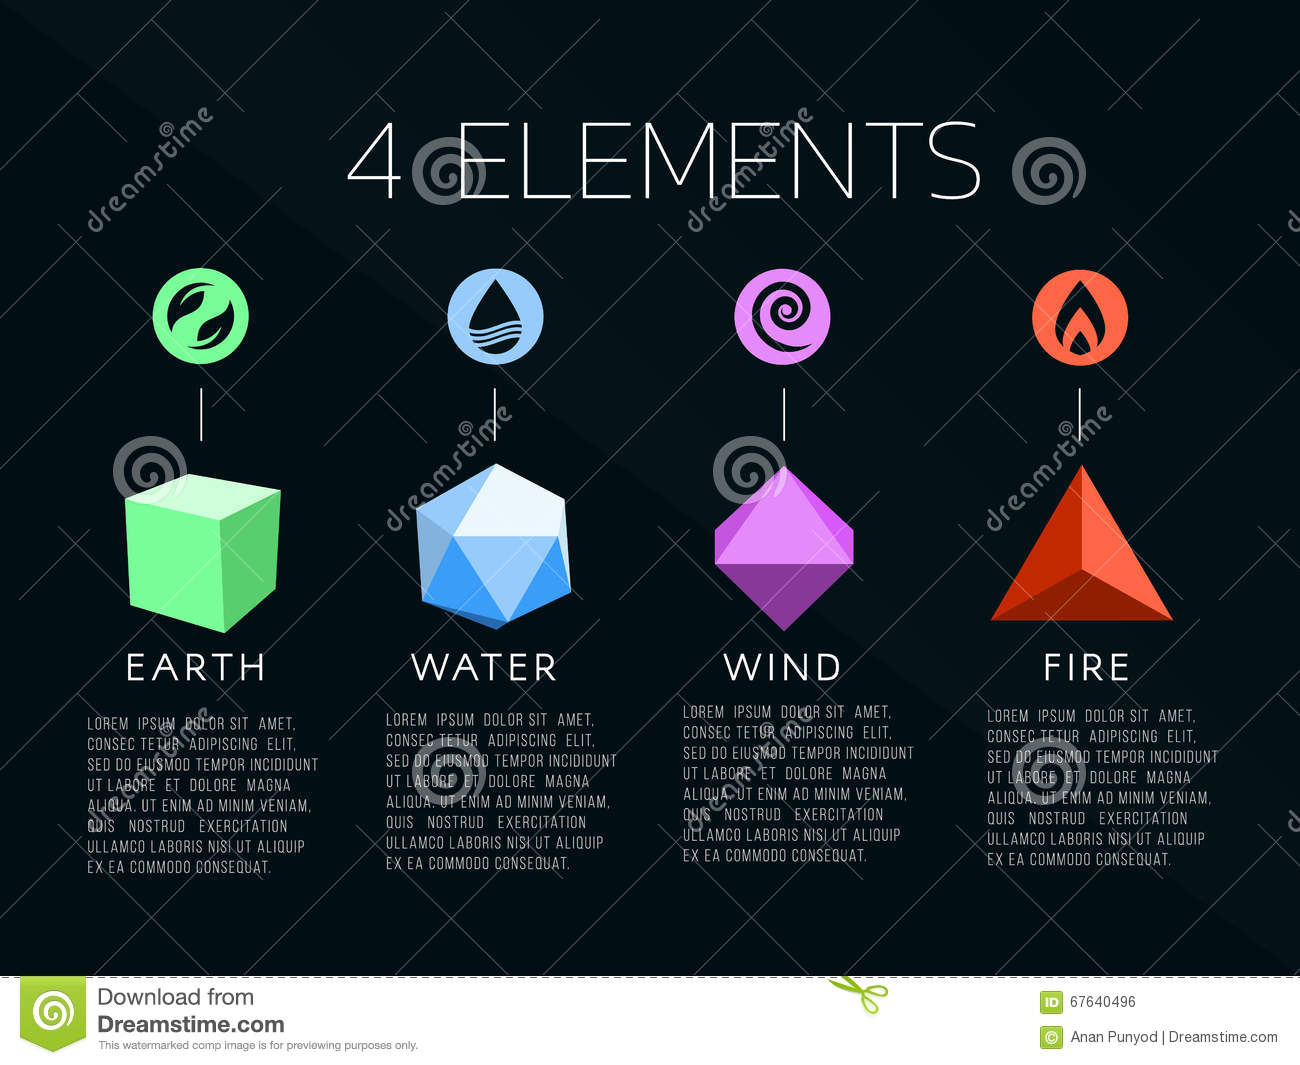 4 ELEMENTS
EARTH
LOREM IPSUM DOLOR SIT AMET,
CONSEC TETUR ADIPISCING ELIT,
SED DO EIUSMOD TEMPOR INCIDIDUNT
UT LABORE ET DOLORE MAGNA
ALIQUA. UT ENIM AD MINIM VENIAM,
QUIS NOSTRUD EXERCITATION
ULLAMCO LABORIS NISI UT ALIQUIP
EX EA COMMODO CONSEQUAT.
WATER
LOREM IPSUM DOLOR SIT AMET,
CONSEC TETUR ADIPISCING ELIT,
SED DO EIUSMOD TEMPOR INCIDIDUNT
UT LABORE ET DOLORE MAGNA
ALIQUA. UT ENIM AD MINIM VENIAM,
QUIS NOSTRUD EXERCITATION
ULLAMCO LABORIS NISI UT ALIQUIP
EX EA COMMODO CONSEQUAT.
WIND
LOREM IPSUM DOLOR SIT AMET,
CONSEC TETUR ADIPISCING ELIT,
SED DO EIUSMOD TEMPOR INCIDIDUNT
UT LABORE ET DOLORE MAGNA
ALIQUA. UT ENIM AD MINIM VENIAM,
QUIS NOSTRUD EXERCITATION
ULLAMCO LABORIS NISI UT ALIQUIP
EX EA COMMODO CONSEQUAT.
FIRE
LOREM IPSUM DOLOR SIT AMET,
CONSEC TETUR ADIPISCING ELIT,
SED DO EIUSMOD TEMPOR INCIDIDUNT
UT LABORE ET DOLORE MAGNA
ALIQUA. UT ENIM AD MINIM VENIAM,
QUIS NOSTRUD EXERCITATION
ULLAMCO LABORIS NISI UT ALIQUIP
EX EA COMMODO CONSEQUAT.
dreamstime
dreamstime
dreamstime
dreamstime
dreamstime
dreamstime
Download from
Dreamstime.com
This watermarked comp image is for previewing purposes only.
ID 67640496
© Anan Punyod | Dreamstime.com